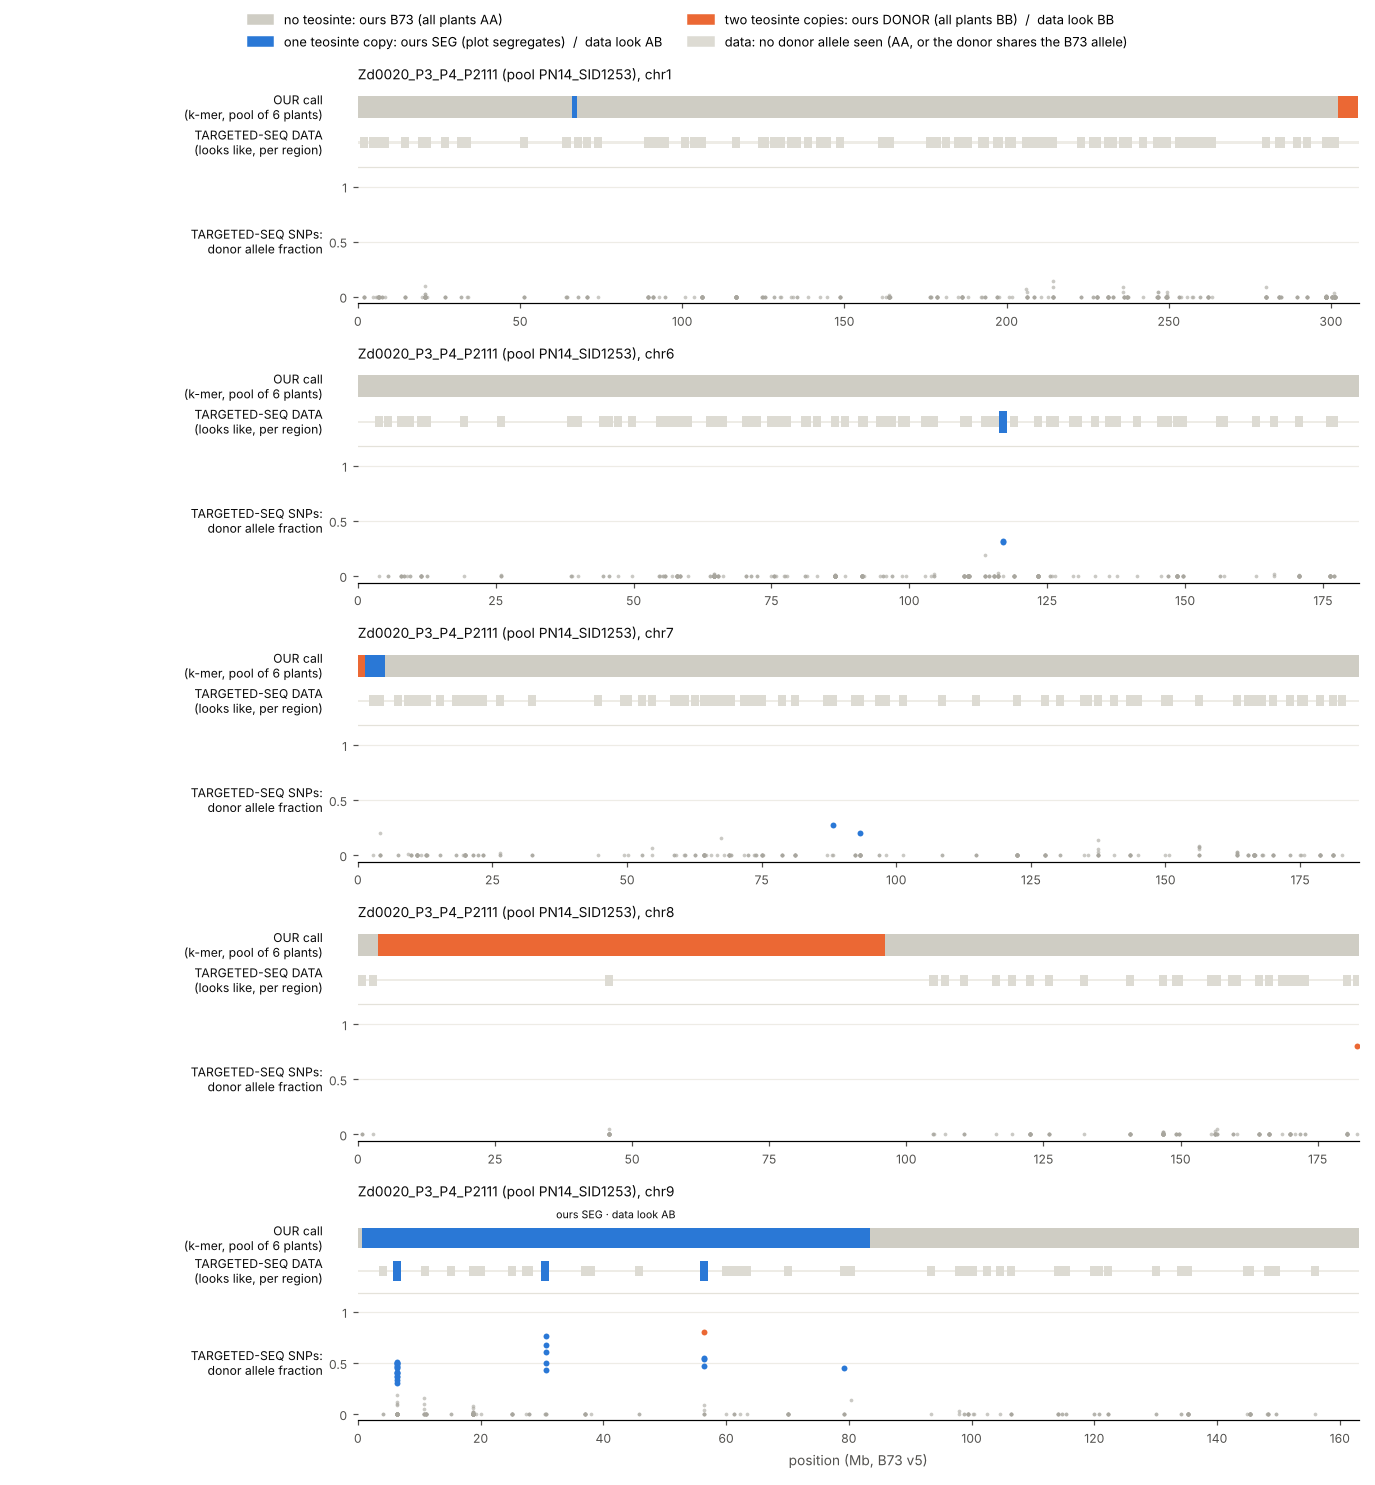 no teosinte: ours B73 (all plants AA)
two teosinte copies: ours DONOR (all plants BB)  /  data look BB
one teosinte copy: ours SEG (plot segregates)  /  data look AB
data: no donor allele seen (AA, or the donor shares the B73 allele)
Zd0020_P3_P4_P2111 (pool PN14_SID1253), chr1
OUR call
(k-mer, pool of 6 plants)
TARGETED-SEQ DATA
(looks like, per region)
1
TARGETED-SEQ SNPs:
donor allele fraction
0.5
0
0 50 100 150 200 250 300
Zd0020_P3_P4_P2111 (pool PN14_SID1253), chr6
OUR call
(k-mer, pool of 6 plants)
TARGETED-SEQ DATA
(looks like, per region)
1
TARGETED-SEQ SNPs:
donor allele fraction
0.5
0
0 25 50 75 100 125 150 175
Zd0020_P3_P4_P2111 (pool PN14_SID1253), chr7
OUR call
(k-mer, pool of 6 plants)
TARGETED-SEQ DATA
(looks like, per region)
1
TARGETED-SEQ SNPs:
donor allele fraction
0.5
0
0 25 50 75 100 125 150 175
Zd0020_P3_P4_P2111 (pool PN14_SID1253), chr8
OUR call
(k-mer, pool of 6 plants)
TARGETED-SEQ DATA
(looks like, per region)
1
TARGETED-SEQ SNPs:
donor allele fraction
0.5
0
0 25 50 75 100 125 150 175
Zd0020_P3_P4_P2111 (pool PN14_SID1253), chr9
ours SEG · data look AB
OUR call
(k-mer, pool of 6 plants)
TARGETED-SEQ DATA
(looks like, per region)
1
TARGETED-SEQ SNPs:
donor allele fraction
0.5
0
0 20 40 60 80 100 120 140 160
position (Mb, B73 v5)